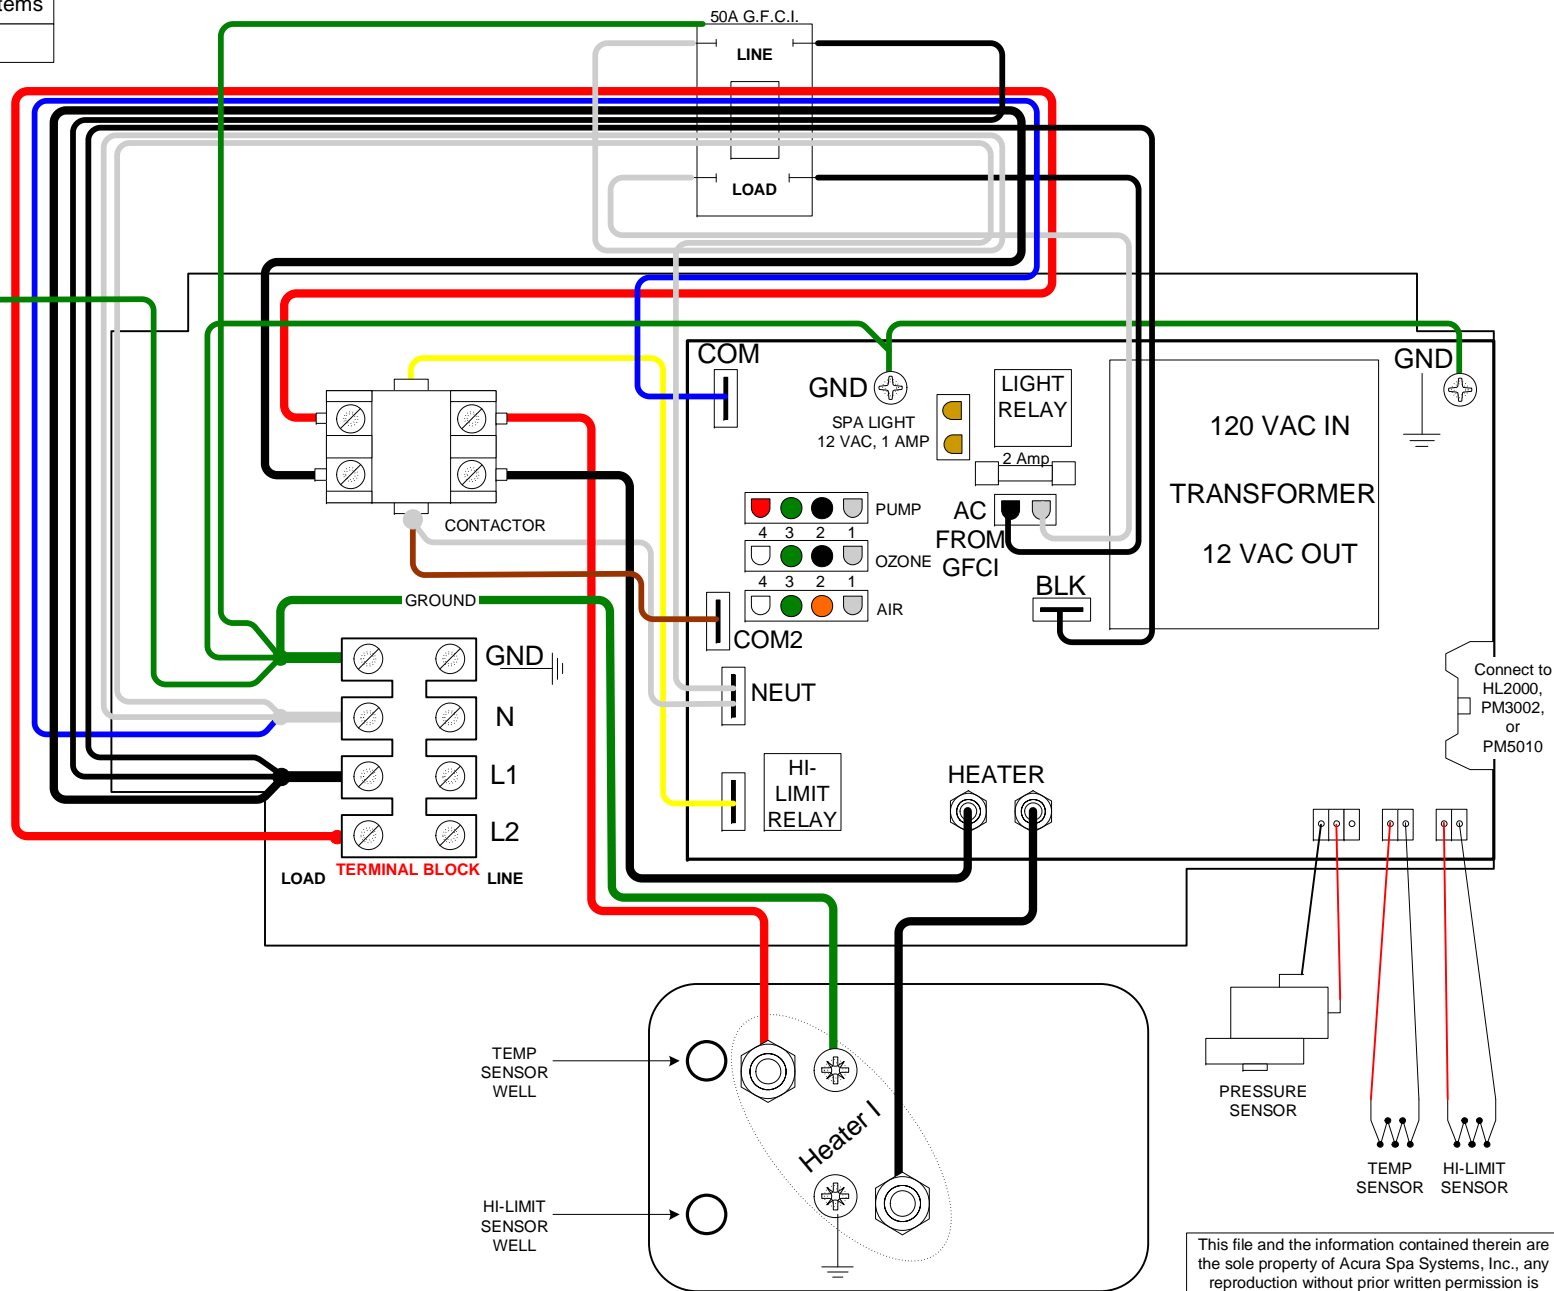 tems
50A G.F.C.I.
LINE
LOAD
COM
GND
SPA LIGHT
12 VAC, 1 AMP
LIGHT
RELAY
2 Amp
GND
120 VAC IN
TRANSFORMER
12 VAC OUT
CONTACTOR
PUMP
4 3 2 1
OZONE
4 3 2 1
AIR
AC
FROM
GFCI
BLK
GROUND
COM2
NEUT
GND
N
L1
L2
LOAD
TERMINAL BLOCK
LINE
HI-
LIMIT
RELAY
HEATER
Connect to
HL2000,
PM3002,
or
PM5010
TEMP
SENSOR
WELL
Heater I
HI-LIMIT
SENSOR
WELL
PRESSURE
SENSOR
TEMP
SENSOR
HI-LIMIT
SENSOR
This file and the information contained therein are
the sole property of Acura Spa Systems, Inc., any
reproduction without prior written permission is